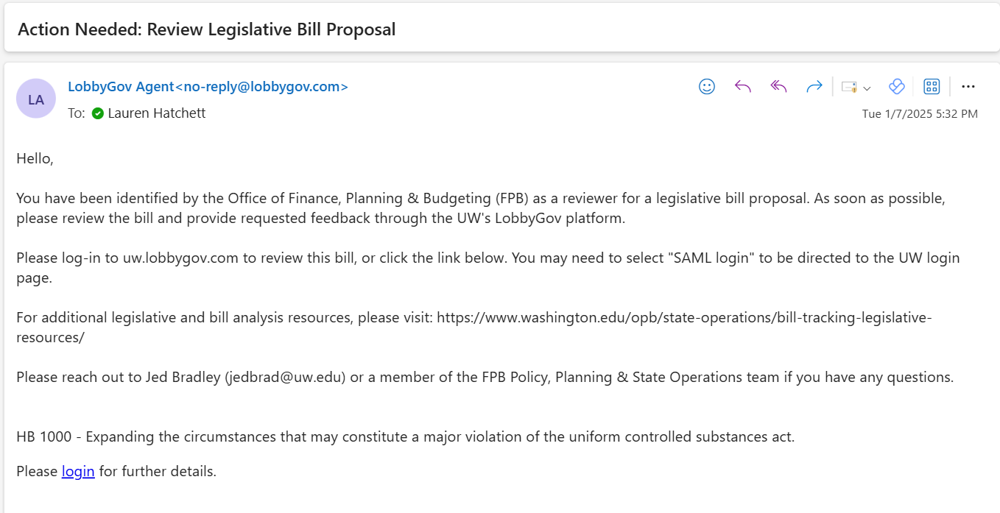 Action Needed: Review Legislative Bill Proposal
LA
LobbyGov Agent<no-reply@lobbygov.com>
To: Lauren Hatchett
Tue 1/7/2025 5:32 PM
Hello,
You have been identified by the Office of Finance, Planning & Budgeting (FPB) as a reviewer for a legislative bill proposal. As soon as possible,
please review the bill and provide requested feedback through the UW's LobbyGov platform.
Please log-in to uw.lobbygov.com to review this bill, or click the link below. You may need to select "SAML login" to be directed to the UW login
page.
For additional legislative and bill analysis resources, please visit: https://www.washington.edu/opb/state-operations/bill-tracking-legislative-
resources/
Please reach out to Jed Bradley (jedbrad@uw.edu) or a member of the FPB Policy, Planning & State Operations team if you have any questions.
HB 1000 - Expanding the circumstances that may constitute a major violation of the uniform controlled substances act.
Please login for further details.